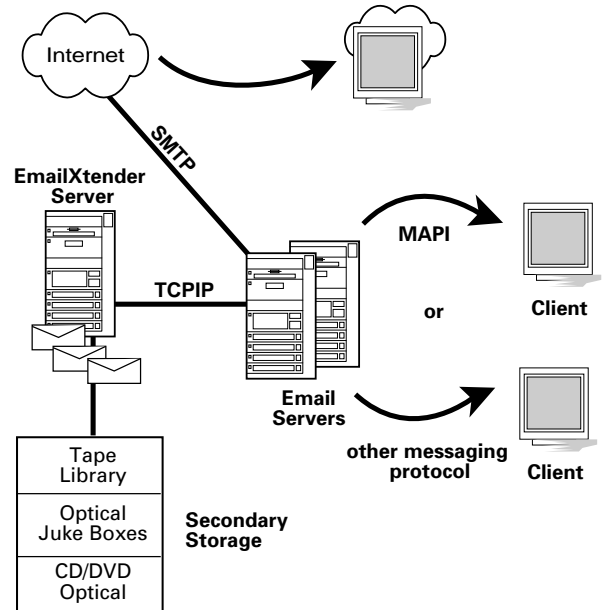 Internet
SMTP
EmailXtender
Server
MAPI
TCPIP
or
Client
Email
Servers
other messaging
protocol
Client
Tape
Library
Optical
Juke Boxes
Secondary
Storage
CD/DVD
Optical